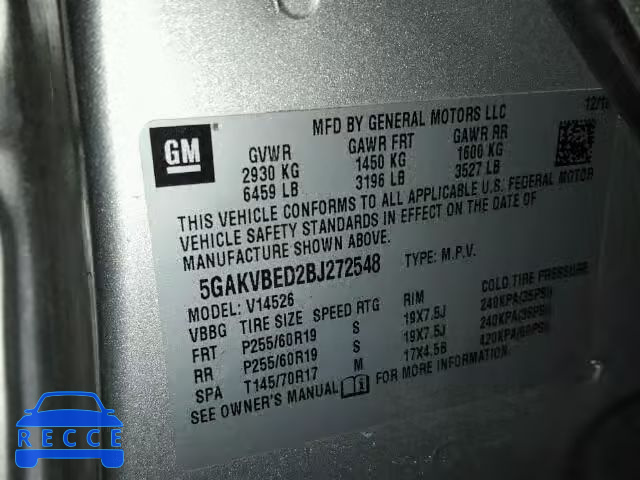 MFD BY GENERAL MOTORS LLC
12/10
GM
GVWR GAWR FRT GAWR RR
2930 KG 1450 KG 1600 KG
6459 LB 3196 LB 3527 LB
THIS VEHICLE CONFORMS TO ALL APPLICABLE U.S. FEDERAL MOTOR
VEHICLE SAFETY STANDARDS IN EFFECT ON THE DATE OF
MANUFACTURE SHOWN ABOVE.
5GAKVBED2BJ272548 TYPE: M.P.V.
MODEL: V14526
VBBG TIRE SIZE SPEED RTG RIM COLD TIRE PRESSURE
FRT P255/60R19 S 19X7.5J 240KPA(35PSI)
RR P255/60R19 S 19X7.5J 240KPA(35PSI)
SPA T145/70R17 M 17X4.5B 420KPA(60PSI)
SEE OWNER'S MANUAL FOR MORE INFORMATION.
RECCE